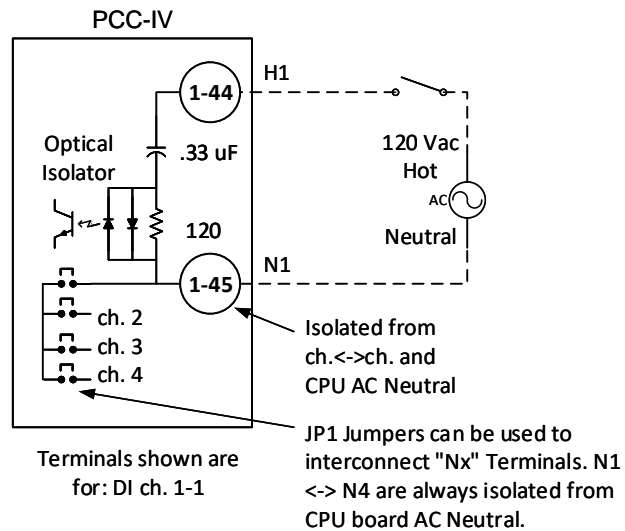 PCC-IV
H1
1-44
120 Vac
Hot
Optical
Isolator
.33 uF
AC
120
Neutral
N1
1-45
ch. 2
ch. 3
ch. 4
Isolated from
ch.<->ch. and
CPU AC Neutral
Terminals shown are
for: DI ch. 1-1
JP1 Jumpers can be used to
interconnect "Nx" Terminals. N1
<-> N4 are always isolated from
CPU board AC Neutral.